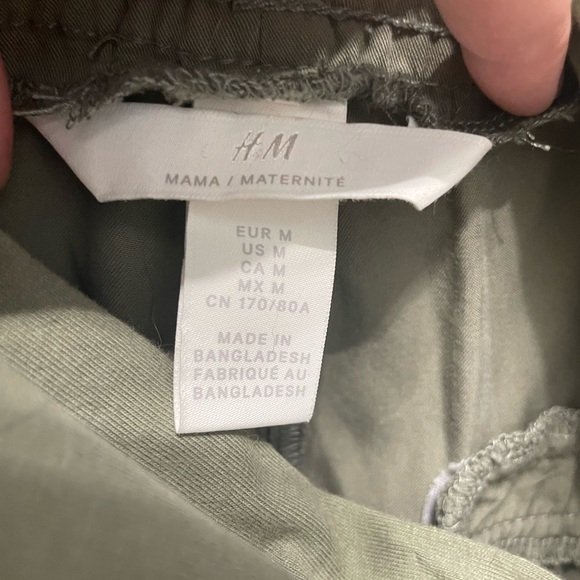 H&M
MAMA / MATERNITÉ
EUR M
US M
CA M
MX M
CN 170/80A
MADE IN
BANGLADESH
FABRIQUÉ AU
BANGLADESH